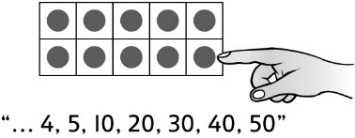 “... 4, 5, 10, 20, 30, 40, 50”